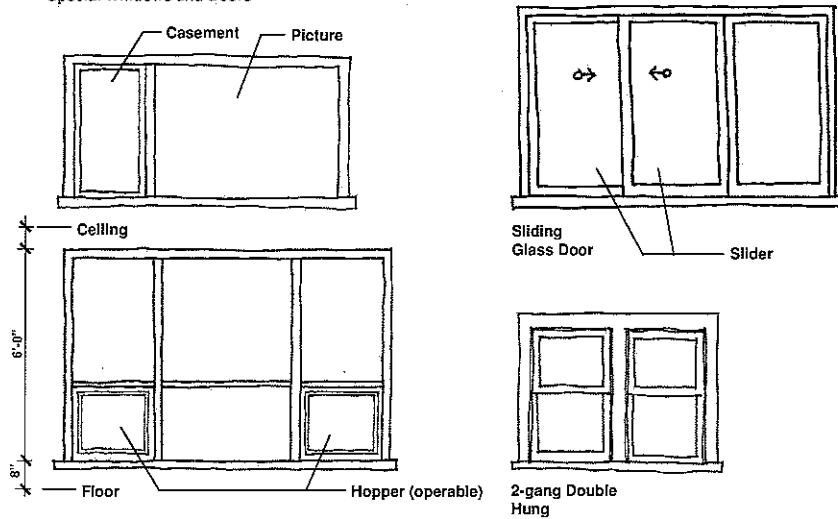 Casement
Picture
Ceiling
6'-0"
8"
Floor
Hopper (operable)
Sliding
Glass Door
Slider
2-gang Double
Hung